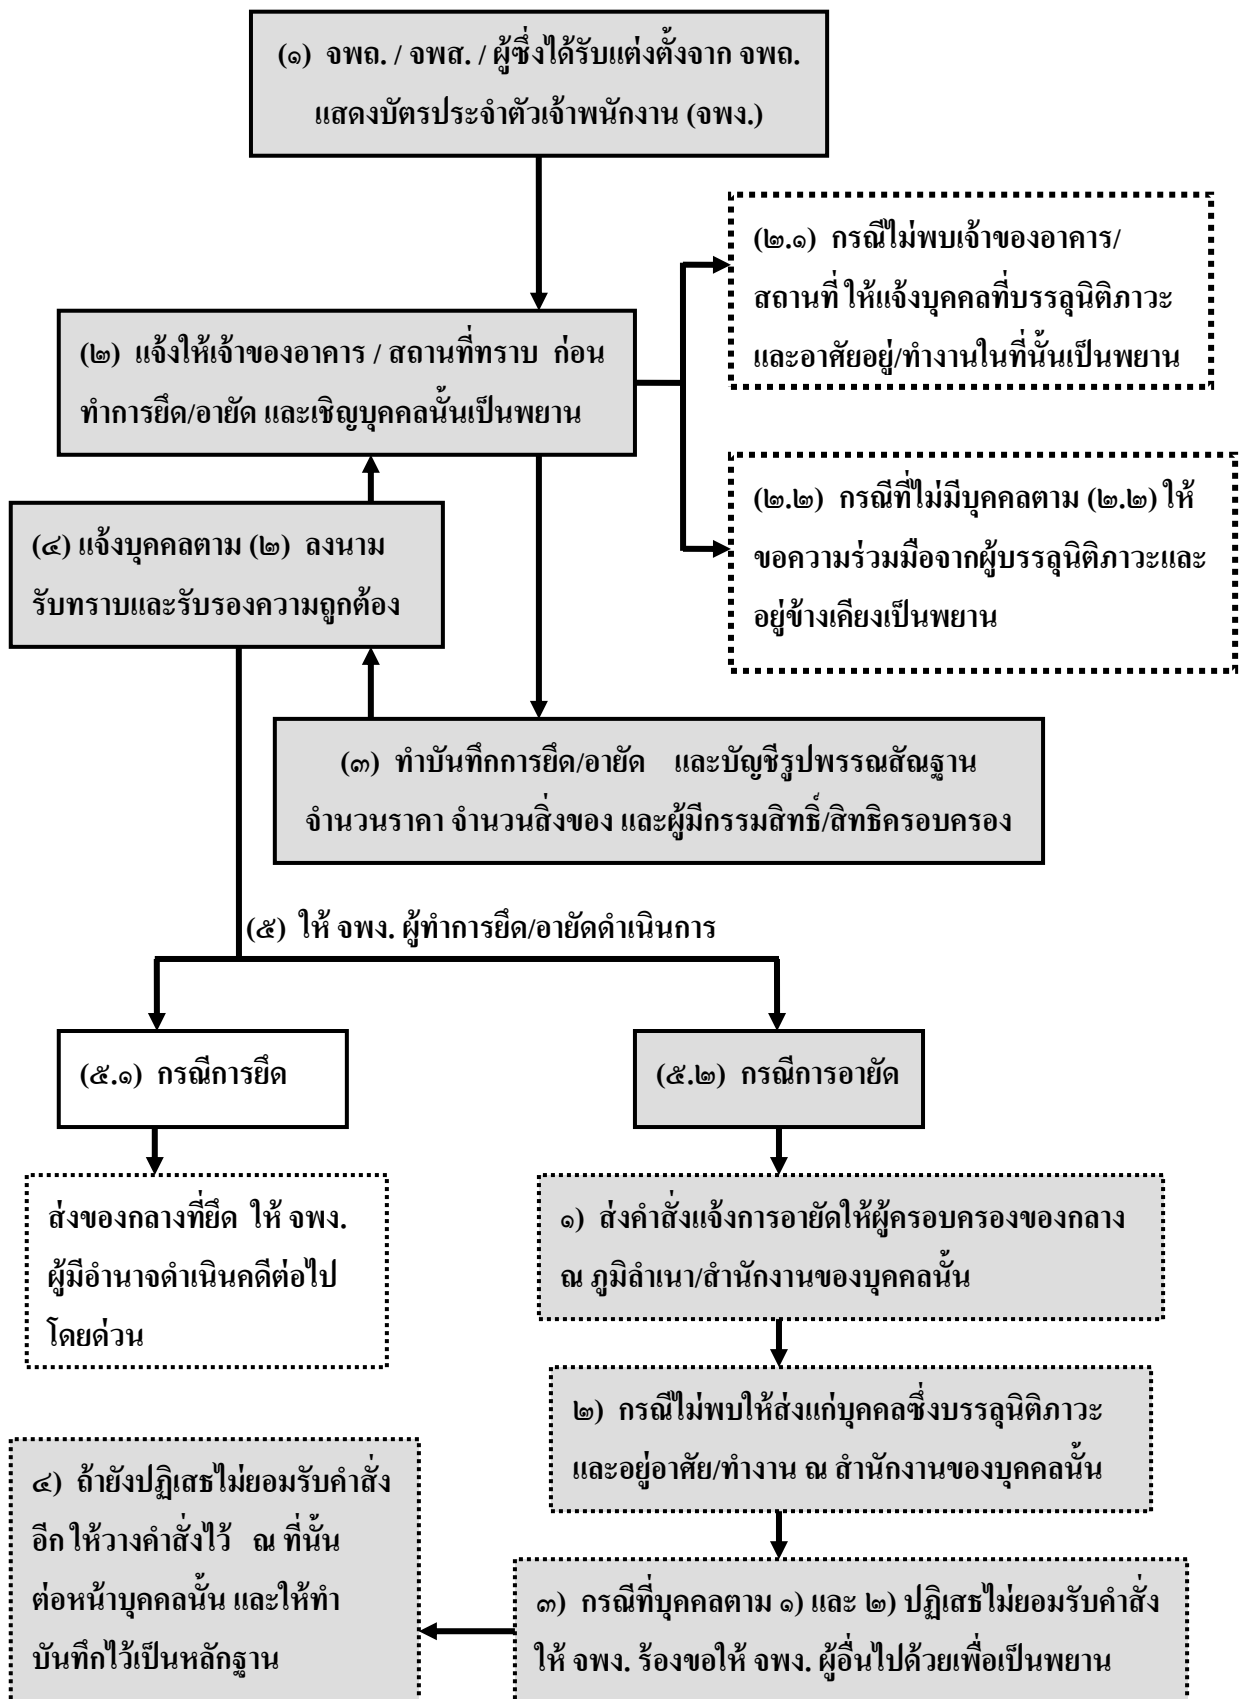 (๑) จพถ. / จพส. / ผู้ซึ่งได้รับแต่งตั้งจาก จพถ.
แสดงบัตรประจำตัวเจ้าพนักงาน (จพง.)
(๒.๑) กรณีไม่พบเจ้าของอาคาร/
สถานที่ ให้แจ้งบุคคลที่บรรลุนิติภาวะ
และอาศัยอยู่/ทำงานในที่นั้นเป็นพยาน
(๒) แจ้งให้เจ้าของอาคาร / สถานที่ทราบ ก่อน
ทำการยึด/อายัด และเชิญบุคคลนั้นเป็นพยาน
(๒.๒) กรณีที่ไม่มีบุคคลตาม (๒.๒) ให้
ขอความร่วมมือจากผู้บรรลุนิติภาวะและ
อยู่ข้างเคียงเป็นพยาน
(๔) แจ้งบุคคลตาม (๒) ลงนาม
รับทราบและรับรองความถูกต้อง
(๓) ทำบันทึกการยึด/อายัด และบัญชีรูปพรรณสัณฐาน
จำนวนราคา จำนวนสิ่งของ และผู้มีกรรมสิทธิ์/สิทธิครอบครอง
(๕) ให้ จพง. ผู้ทำการยึด/อายัดดำเนินการ
(๕.๑) กรณีการยึด
(๕.๒) กรณีการอายัด
ส่งของกลางที่ยึด ให้ จพง.
ผู้มีอำนาจดำเนินคดีต่อไป
โดยด่วน
๑) ส่งคำสั่งแจ้งการอายัดให้ผู้ครอบครองของกลาง
ณ ภูมิลำเนา/สำนักงานของบุคคลนั้น
๒) กรณีไม่พบให้ส่งแก่บุคคลซึ่งบรรลุนิติภาวะ
และอยู่อาศัย/ทำงาน ณ สำนักงานของบุคคลนั้น
๓) กรณีที่บุคคลตาม ๑) และ ๒) ปฏิเสธไม่ยอมรับคำสั่ง
ให้ จพง. ร้องขอให้ จพง. ผู้อื่นไปด้วยเพื่อเป็นพยาน
๔) ถ้ายังปฏิเสธไม่ยอมรับคำสั่ง
อีก ให้วางคำสั่งไว้ ณ ที่นั้น
ต่อหน้าบุคคลนั้น และให้ทำ
บันทึกไว้เป็นหลักฐาน